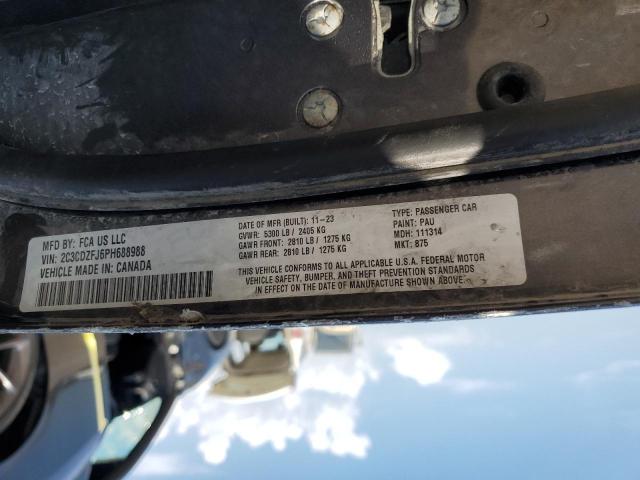 MFD BY: FCA US LLC
VIN: 2C3CDZFJ6PH688988
VEHICLE MADE IN: CANADA
DATE OF MFR (BUILT): 11-23
GVWR: 5300 LB / 2405 KG
GAWR FRONT: 2810 LB / 1275 KG
GAWR REAR: 2810 LB / 1275 KG
TYPE: PASSENGER CAR
PAINT: PAU
MDH: 111314
MKT: 875
THIS VEHICLE CONFORMS TO ALL APPLICABLE U.S.A. FEDERAL MOTOR
VEHICLE SAFETY, BUMPER, AND THEFT PREVENTION STANDARDS
IN EFFECT ON THE DATE OF MANUFACTURE SHOWN ABOVE.